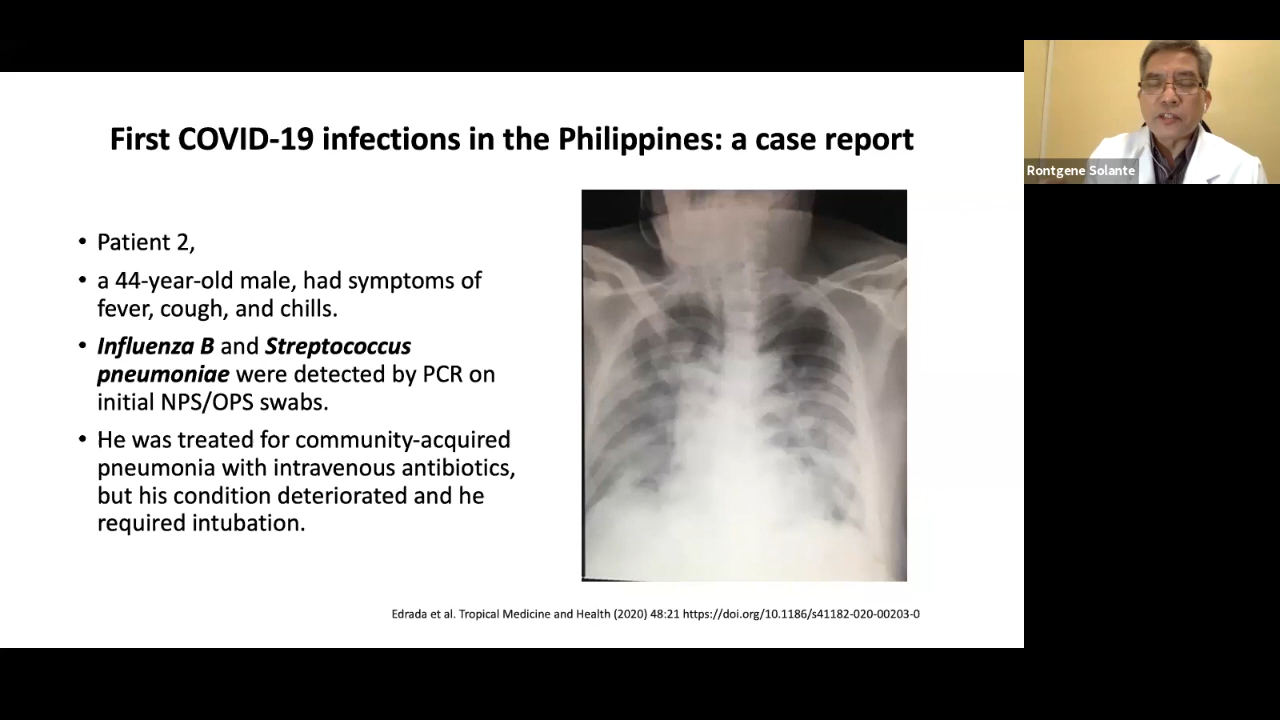 First COVID-19 infections in the Philippines: a case report
Rontgene Solante
• Patient 2,
• a 44-year-old male, had symptoms of
fever, cough, and chills.
• Influenza B and Streptococcus
pneumoniae were detected by PCR on
initial NPS/OPS swabs.
• He was treated for community-acquired
pneumonia with intravenous antibiotics,
but his condition deteriorated and he
required intubation.
Edrada et al. Tropical Medicine and Health (2020) 48:21 https://doi.org/10.1186/s41182-020-00203-0